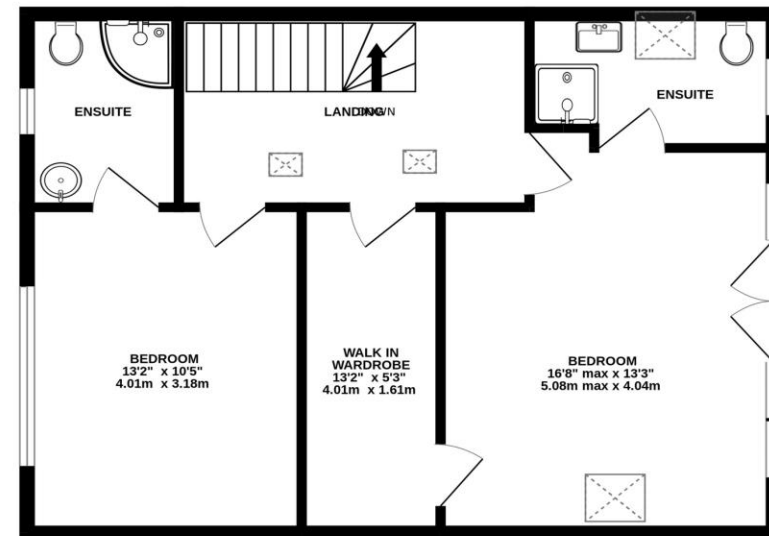 ENSUITE
LANDING
DOWN
ENSUITE
BEDROOM
13'2" x 10'5"
4.01m x 3.18m
WALK IN
WARDROBE
13'2" x 5'3"
4.01m x 1.61m
BEDROOM
16'8" max x 13'3"
5.08m max x 4.04m